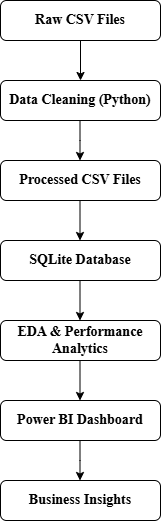 Raw CSV Files
Data Cleaning (Python)
Processed CSV Files
SQLite Database
EDA & Performance
Analytics
Power BI Dashboard
Business Insights